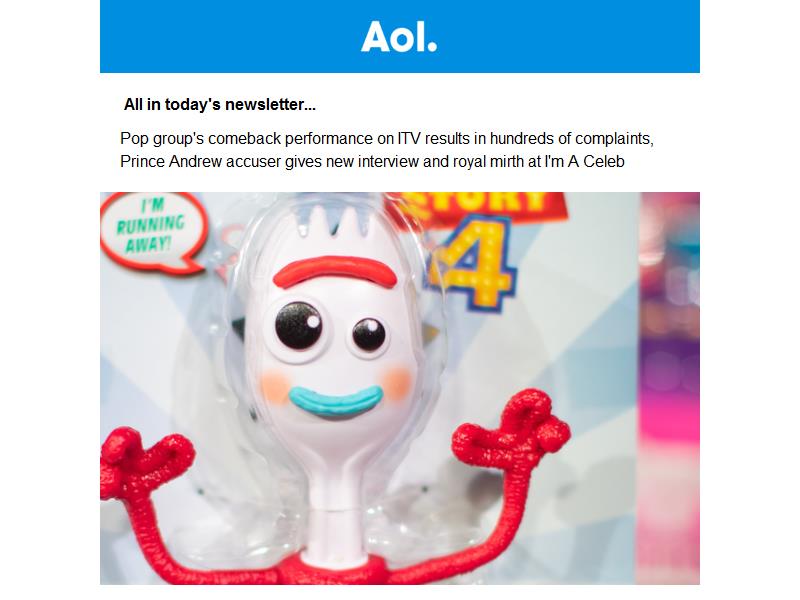 Aol.
All in today's newsletter...
Pop group's comeback performance on ITV results in hundreds of complaints,
Prince Andrew accuser gives new interview and royal mirth at I'm A Celeb
I'M
RUNNING
AWAY!
STORY
4